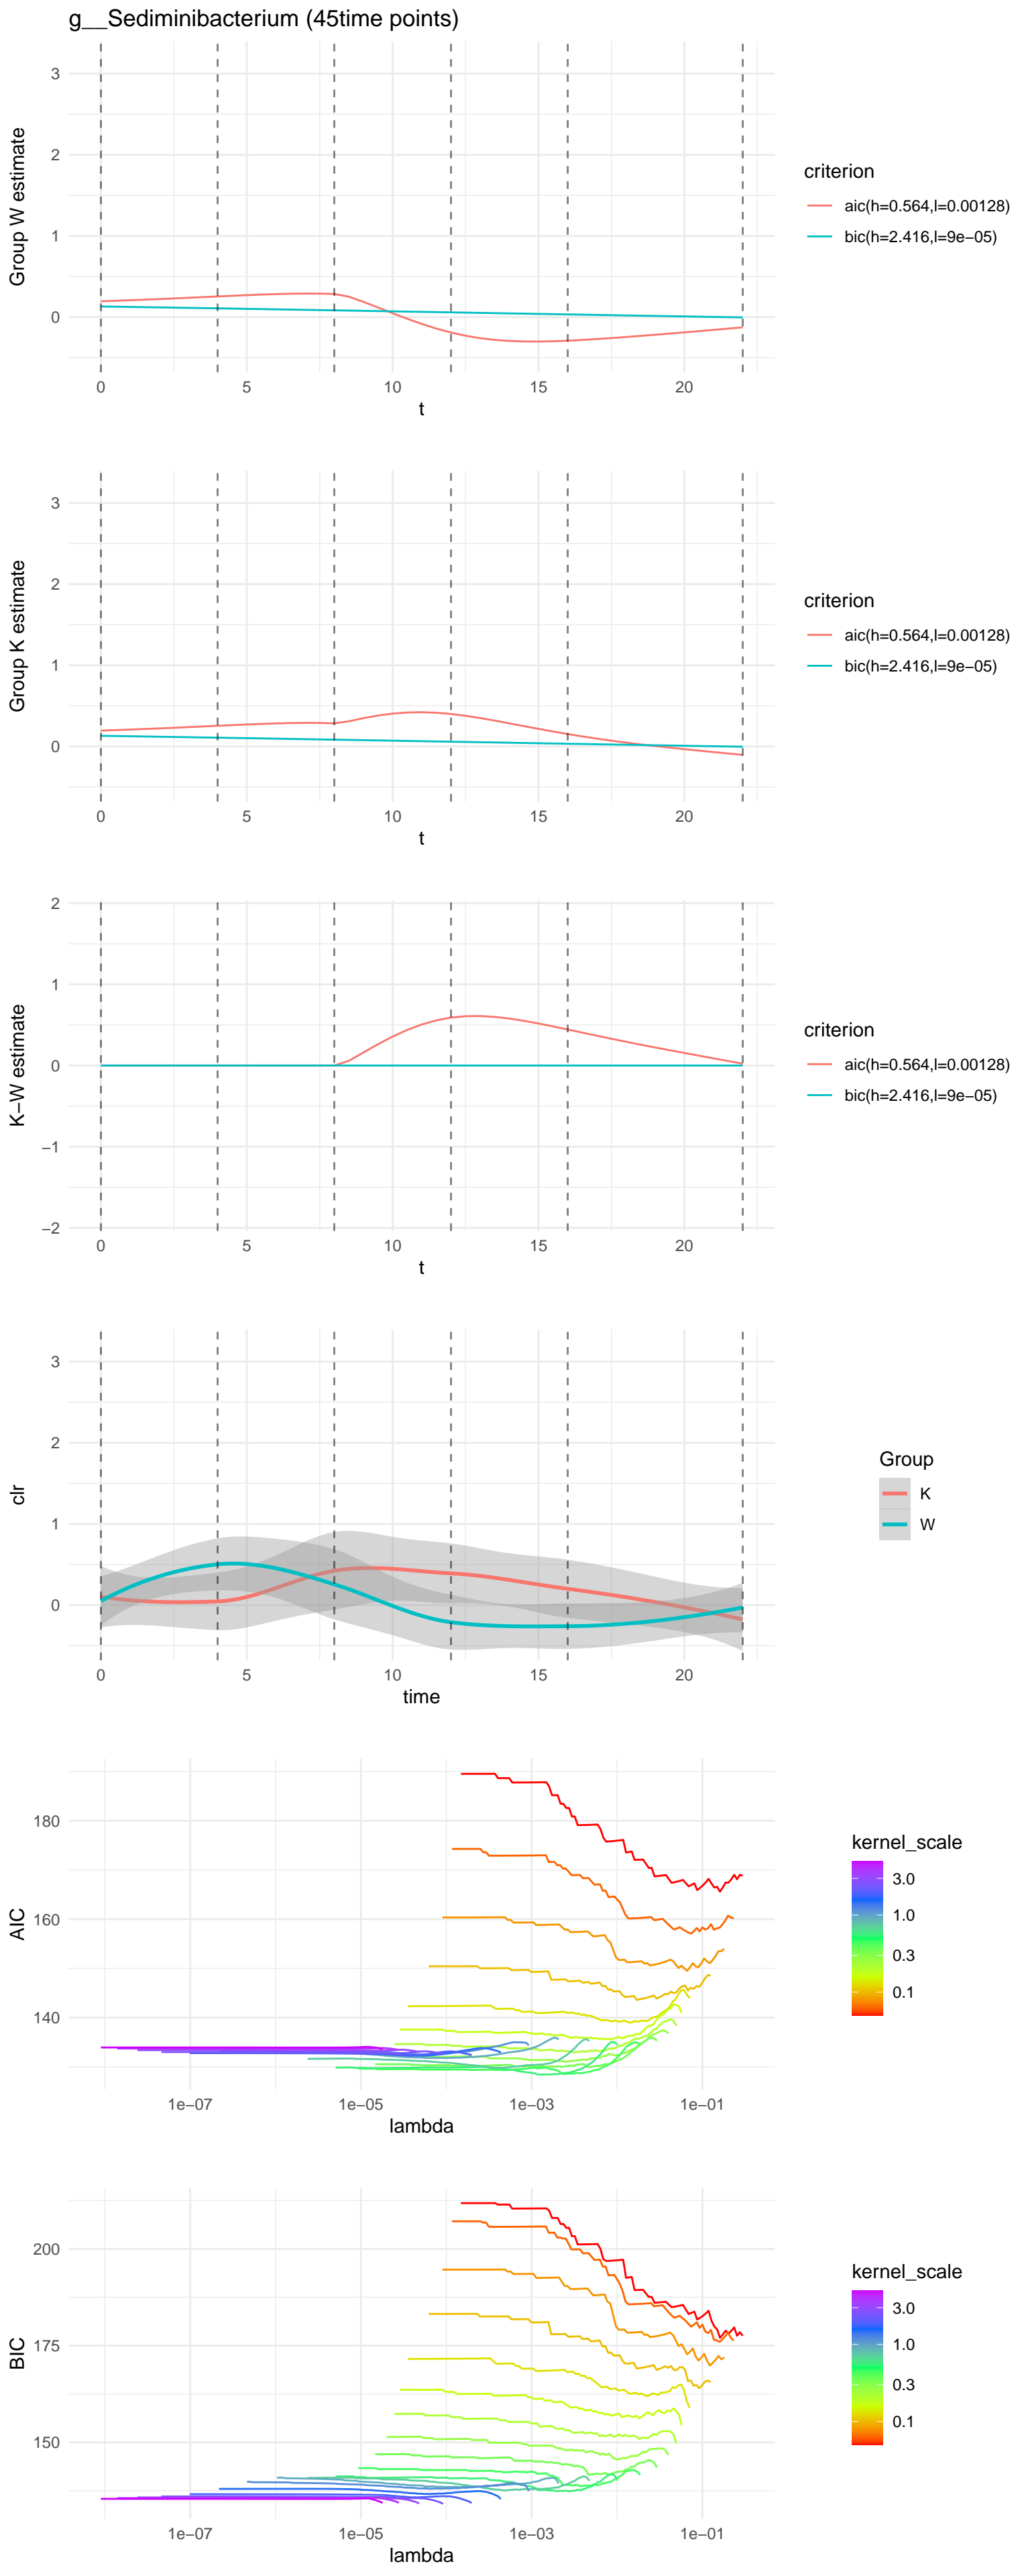 g__Sediminibacterium (45time points)
3
2
1
0
Group W estimate
0 5 10 15 20
t
criterion
aic(h=0.564,l=0.00128)
bic(h=2.416,l=9e−05)
3
2
1
0
Group K estimate
0 5 10 15 20
t
criterion
aic(h=0.564,l=0.00128)
bic(h=2.416,l=9e−05)
2
1
0
−1
−2
K−W estimate
0 5 10 15 20
t
criterion
aic(h=0.564,l=0.00128)
bic(h=2.416,l=9e−05)
3
2
1
0
clr
0 5 10 15 20
time
Group
K
W
180
160
140
AIC
1e−07 1e−05 1e−03 1e−01
lambda
kernel_scale
3.0
1.0
0.3
0.1
200
175
150
BIC
1e−07 1e−05 1e−03 1e−01
lambda
kernel_scale
3.0
1.0
0.3
0.1